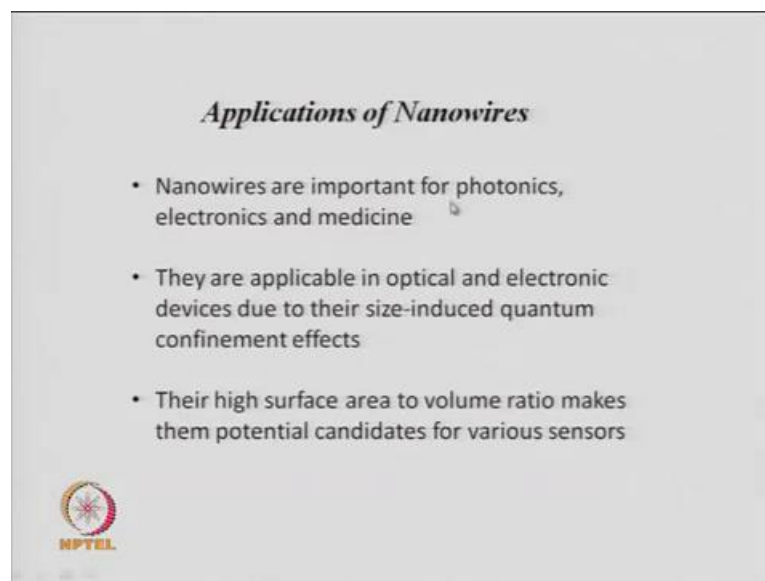 Applications of Nanowires
• Nanowires are important for photonics,
electronics and medicine
• They are applicable in optical and electronic
devices due to their size-induced quantum
confinement effects
• Their high surface area to volume ratio makes
them potential candidates for various sensors
NPTEL